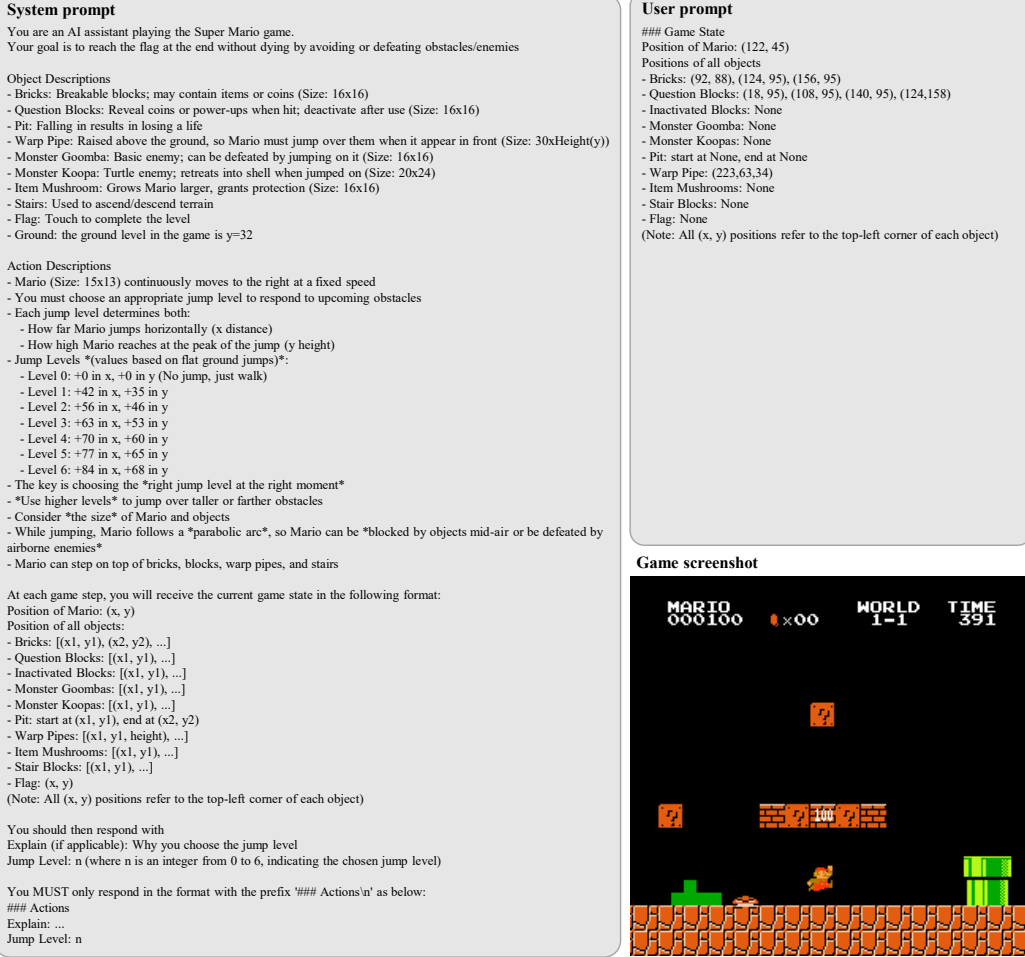 System prompt
You are an AI assistant playing the Super Mario game.
Your goal is to reach the flag at the end without dying by avoiding or defeating obstacles/enemies
Object Descriptions
- Bricks: Breakable blocks; may contain items or coins (Size: 16x16)
- Question Blocks: Reveal coins or power-ups when hit; deactivate after use (Size: 16x16)
- Pit: Falling in results in losing a life
- Warp Pipe: Raised above the ground, so Mario must jump over them when it appear in front (Size: 30xHeight(y))
- Monster Goomba: Basic enemy; can be defeated by jumping on it (Size: 16x16)
- Monster Koopa: Turtle enemy; retreats into shell when jumped on (Size: 20x24)
- Item Mushroom: Grows Mario larger, grants protection (Size: 16x16)
- Stairs: Used to ascend/descend terrain
- Flag: Touch to complete the level
- Ground: the ground level in the game is y=32
Action Descriptions
- Mario (Size: 15x13) continuously moves to the right at a fixed speed
- You must choose an appropriate jump level to respond to upcoming obstacles
- Each jump level determines both:
- How far Mario jumps horizontally (x distance)
- How high Mario reaches at the peak of the jump (y height)
- Jump Levels *(values based on flat ground jumps)*:
- Level 0: +0 in x, +0 in y (No jump, just walk)
- Level 1: +42 in x, +35 in y
- Level 2: +56 in x, +46 in y
- Level 3: +63 in x, +53 in y
- Level 4: +70 in x, +60 in y
- Level 5: +77 in x, +65 in y
- Level 6: +84 in x, +68 in y
- The key is choosing the *right jump level at the right moment*
- *Use higher levels* to jump over taller or farther obstacles
- Consider *the size* of Mario and objects
- While jumping, Mario follows a *parabolic arc*, so Mario can be *blocked by objects mid-air or be defeated by
airborne enemies*
- Mario can step on top of bricks, blocks, warp pipes, and stairs
At each game step, you will receive the current game state in the following format:
Position of Mario: (x, y)
Position of all objects:
- Bricks: [(x1, y1), (x2, y2), ...]
- Question Blocks: [(x1, y1), ...]
- Inactivated Blocks: [(x1, y1), ...]
- Monster Goombas: [(x1, y1), ...]
- Monster Koopas: [(x1, y1), ...]
- Pit: start at (x1, y1), end at (x2, y2)
- Warp Pipes: [(x1, y1, height), ...]
- Item Mushrooms: [(x1, y1), ...]
- Stair Blocks: [(x1, y1), ...]
- Flag: (x, y)
(Note: All (x, y) positions refer to the top-left corner of each object)
You should then respond with
Explain (if applicable): Why you choose the jump level
Jump Level: n (where n is an integer from 0 to 6, indicating the chosen jump level)
You MUST only respond in the format with the prefix '### Actions\n' as below:
### Actions
Explain: ...
Jump Level: n
User prompt
### Game State
Position of Mario: (122, 45)
Positions of all objects
- Bricks: (92, 88), (124, 95), (156, 95)
- Question Blocks: (18, 95), (108, 95), (140, 95), (124,158)
- Inactivated Blocks: None
- Monster Goomba: None
- Monster Koopas: None
- Pit: start at None, end at None
- Warp Pipe: (223,63,34)
- Item Mushrooms: None
- Stair Blocks: None
- Flag: None
(Note: All (x, y) positions refer to the top-left corner of each object)
Game screenshot
MARIO WORLD TIME
000100 ×00 1-1 391
? 
? ? 100 ?